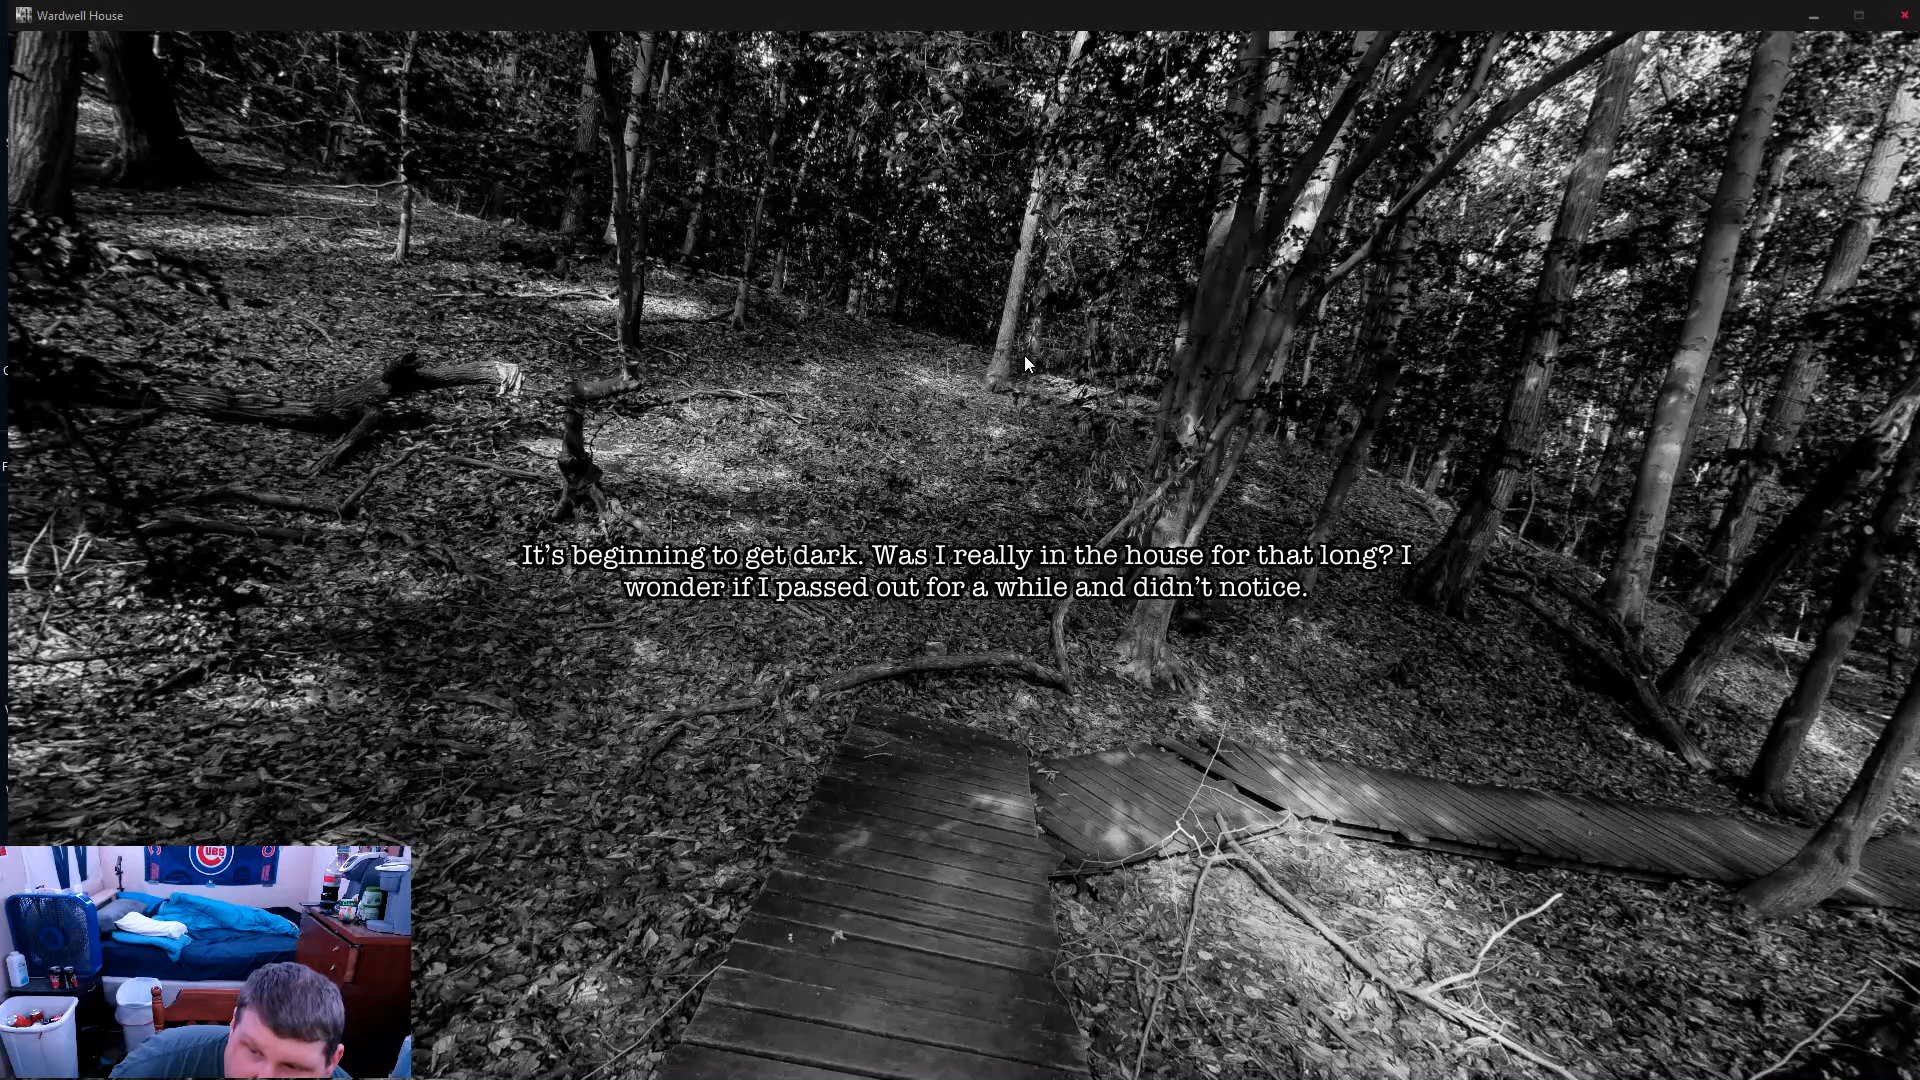 Wardwell House
It's beginning to get dark. Was I really in the house for that long? I
wonder if I passed out for a while and didn't notice.
CUBS